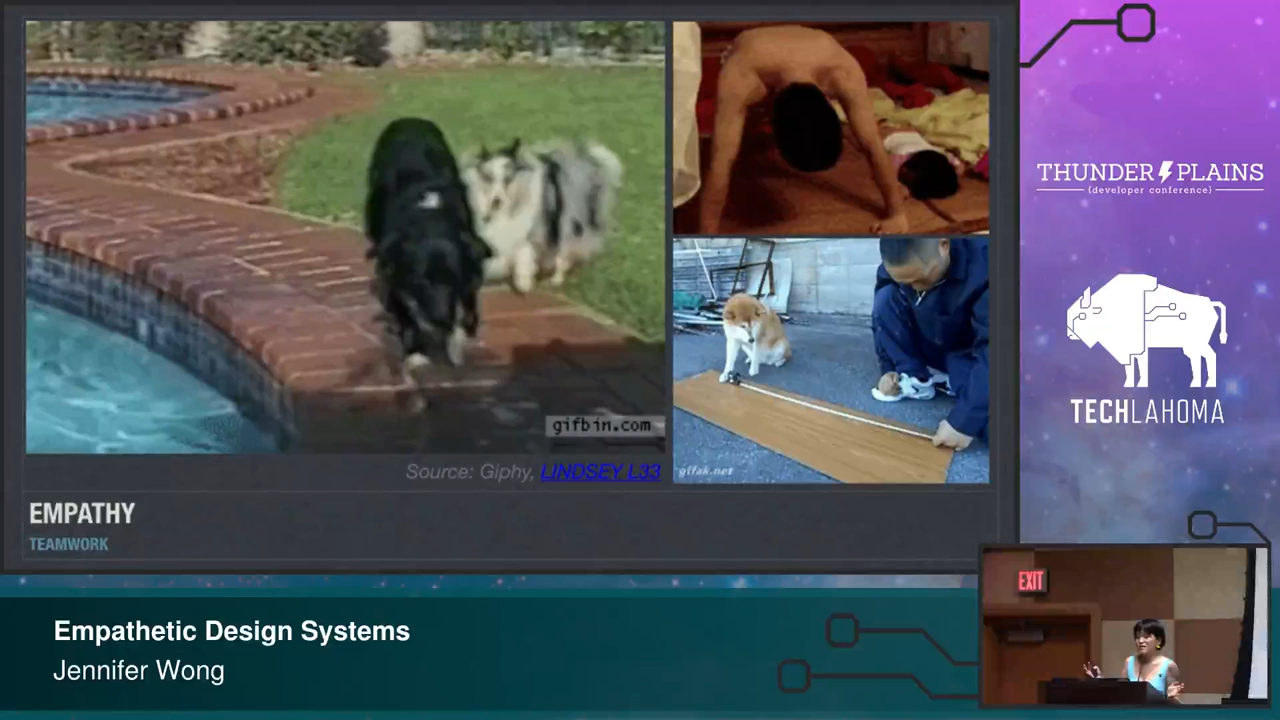 gifbin.com
Source: Giphy, LINDSEY L33
gifak.net
EMPATHY
TEAMWORK
THUNDER PLAINS
(developer conference)
TECHLAHOMA
EXIT
Empathetic Design Systems
Jennifer Wong